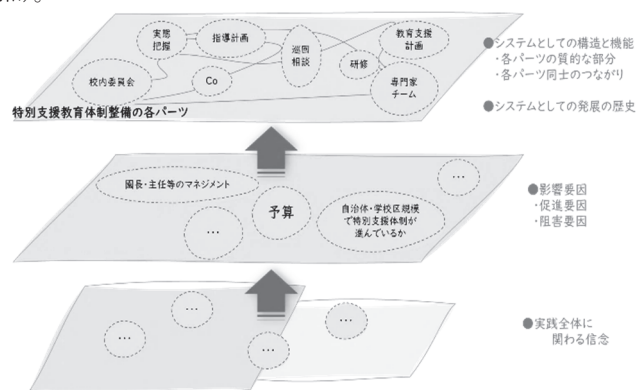 実態
把握
指導計画
巡回
相談
教育支援
計画
研修
校内委員会
Co
専門家
チーム
特別支援教育体制整備の各パーツ
●システムとしての構造と機能
・各パーツの質的な部分
・各パーツ同士のつながり
●システムとしての発展の歴史
園長・主任等のマネジメント
…
予算
…
自治体・学校区規模
で特別支援体制が
進んでいるか
●影響要因
・促進要因
・阻害要因
…
…
…
…
●実践全体に
関わる信念